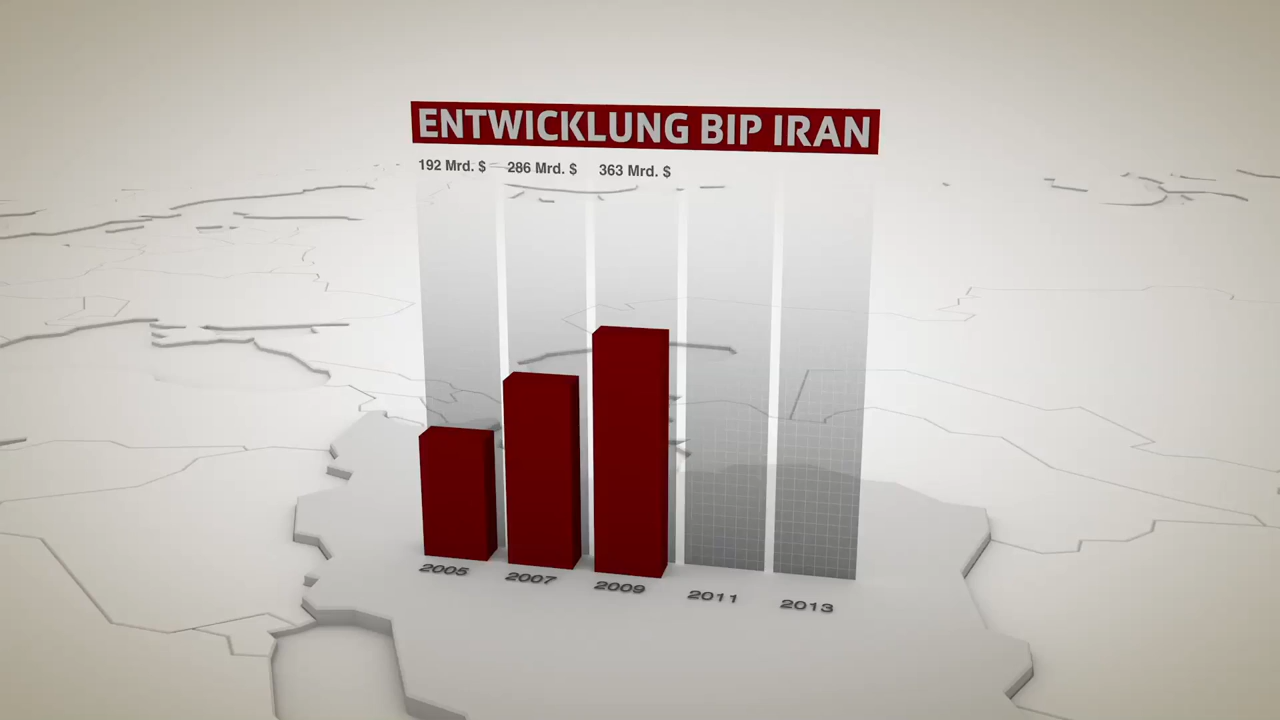 ENTWICKLUNG BIP IRAN
192 Mrd. $ 286 Mrd. $ 363 Mrd. $
2005 2007 2009 2011 2013